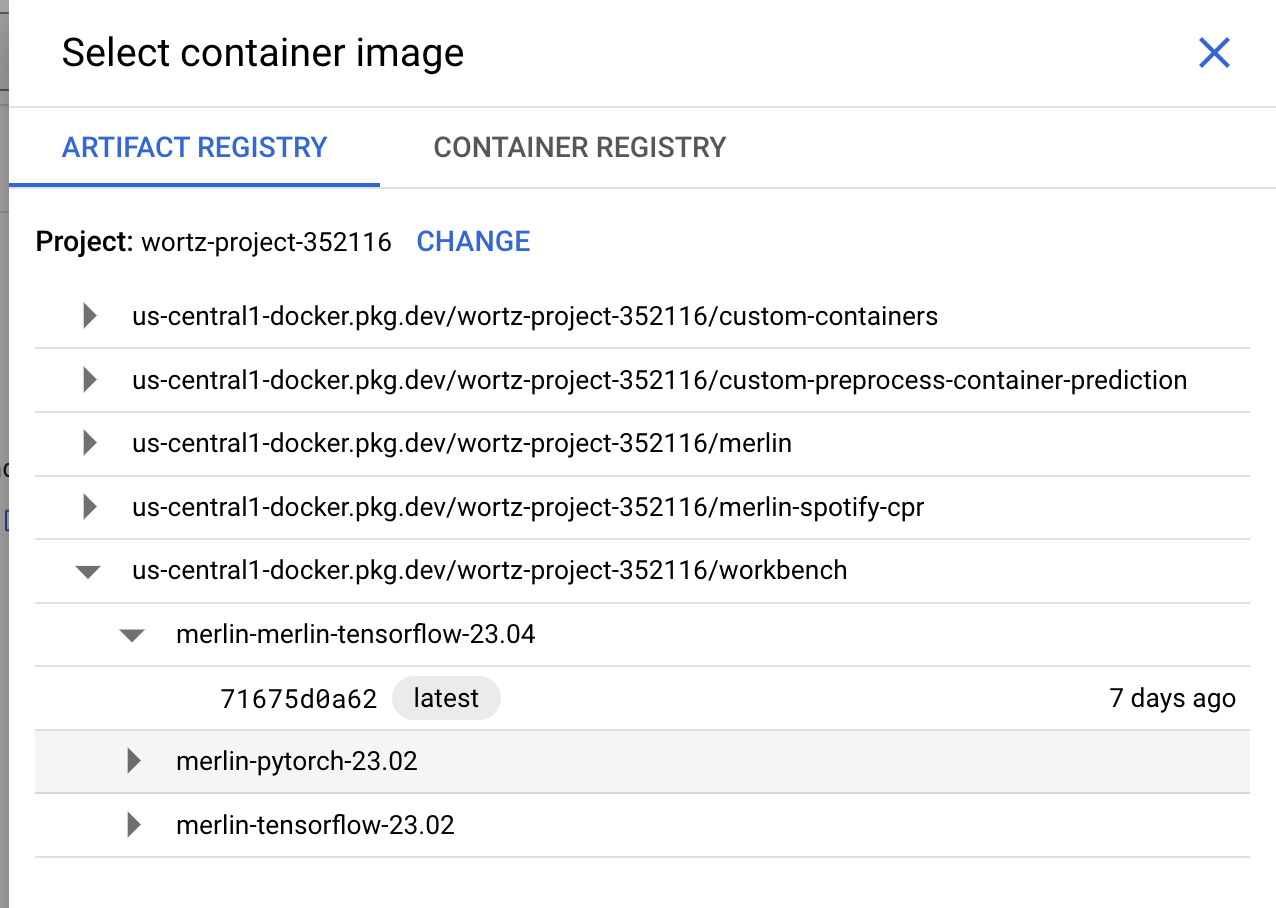 Select container image
ARTIFACT REGISTRY CONTAINER REGISTRY
Project: wortz-project-352116 CHANGE
us-central1-docker.pkg.dev/wortz-project-352116/custom-containers
us-central1-docker.pkg.dev/wortz-project-352116/custom-preprocess-container-prediction
us-central1-docker.pkg.dev/wortz-project-352116/merlin
us-central1-docker.pkg.dev/wortz-project-352116/merlin-spotify-cpr
us-central1-docker.pkg.dev/wortz-project-352116/workbench
merlin-merlin-tensorflow-23.04
71675d0a62 latest 7 days ago
merlin-pytorch-23.02
merlin-tensorflow-23.02